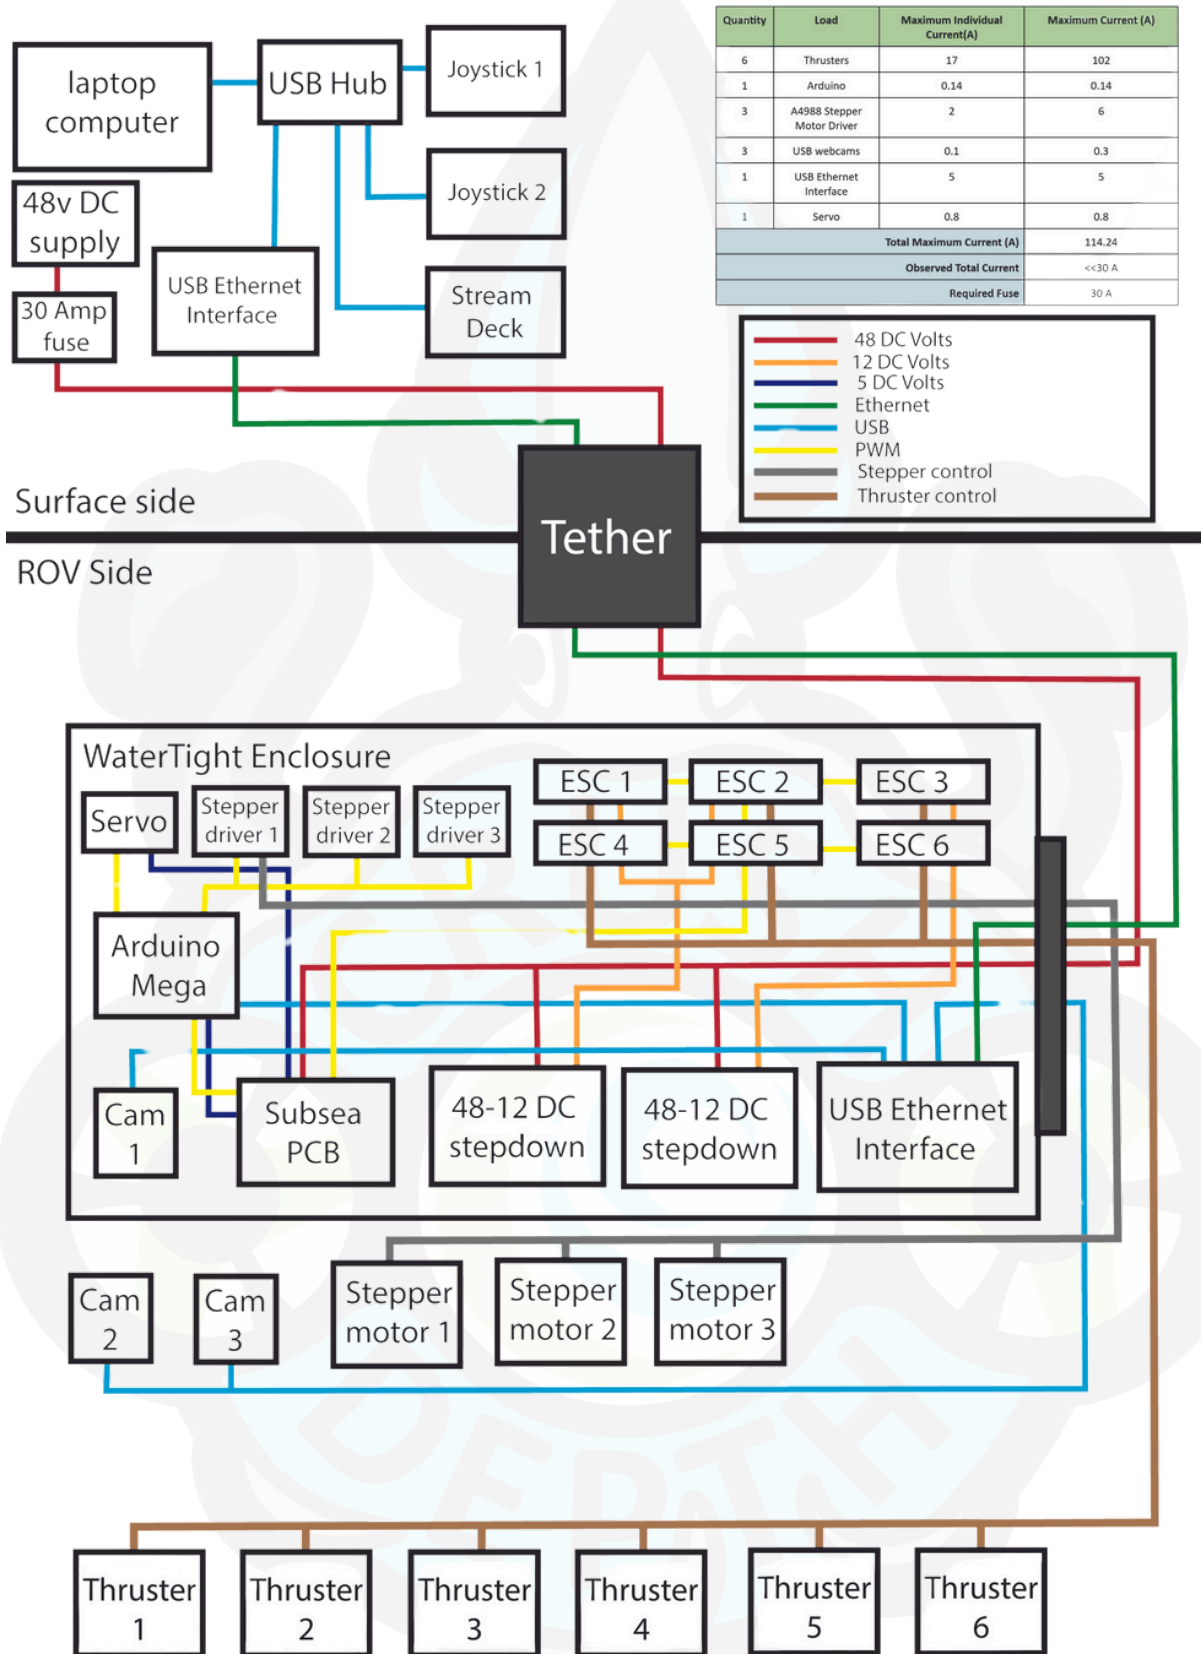 laptop
computer
USB Hub
Joystick 1
Joystick 2
Stream
Deck
48v DC
supply
30 Amp
fuse
USB Ethernet
Interface
Quantity Load Maximum Individual Current(A) Maximum Current (A)
6 Thrusters 17 102
1 Arduino 0.14 0.14
3 A4988 Stepper Motor Driver 2 6
3 USB webcams 0.1 0.3
1 USB Ethernet Interface 5 5
1 Servo 0.8 0.8
Total Maximum Current (A) 114.24
Observed Total Current <<30 A
Required Fuse 30 A
48 DC Volts
12 DC Volts
5 DC Volts
Ethernet
USB
PWM
Stepper control
Thruster control
Surface side
Tether
ROV Side
WaterTight Enclosure
Servo
Stepper
driver 1
Stepper
driver 2
Stepper
driver 3
ESC 1
ESC 2
ESC 3
ESC 4
ESC 5
ESC 6
Arduino
Mega
Cam
1
Subsea
PCB
48-12 DC
stepdown
48-12 DC
stepdown
USB Ethernet
Interface
Cam
2
Cam
3
Stepper
motor 1
Stepper
motor 2
Stepper
motor 3
DEPTH
Thruster
1
Thruster
2
Thruster
3
Thruster
4
Thruster
5
Thruster
6